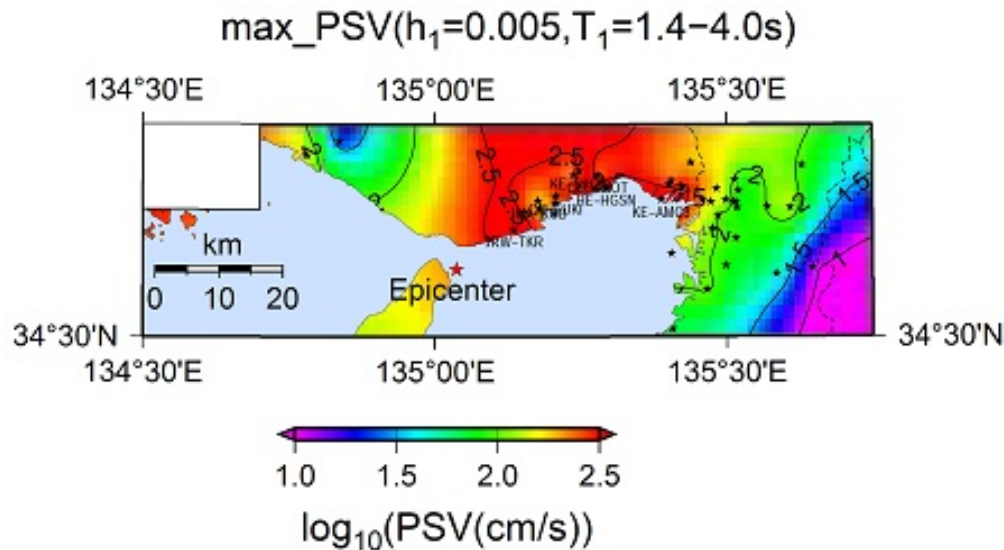 max_PSV(h₁=0.005,T₁=1.4−4.0s)
134°30'E 135°00'E 135°30'E
2 2.5 2.5 2 1.5
BE-HGSN
KE-AMC
2
RW-TKR
2 1.5 1
km
0 10 20
Epicenter
34°30'N 34°30'N
134°30'E 135°00'E 135°30'E
1.0 1.5 2.0 2.5
log₁₀(PSV(cm/s))